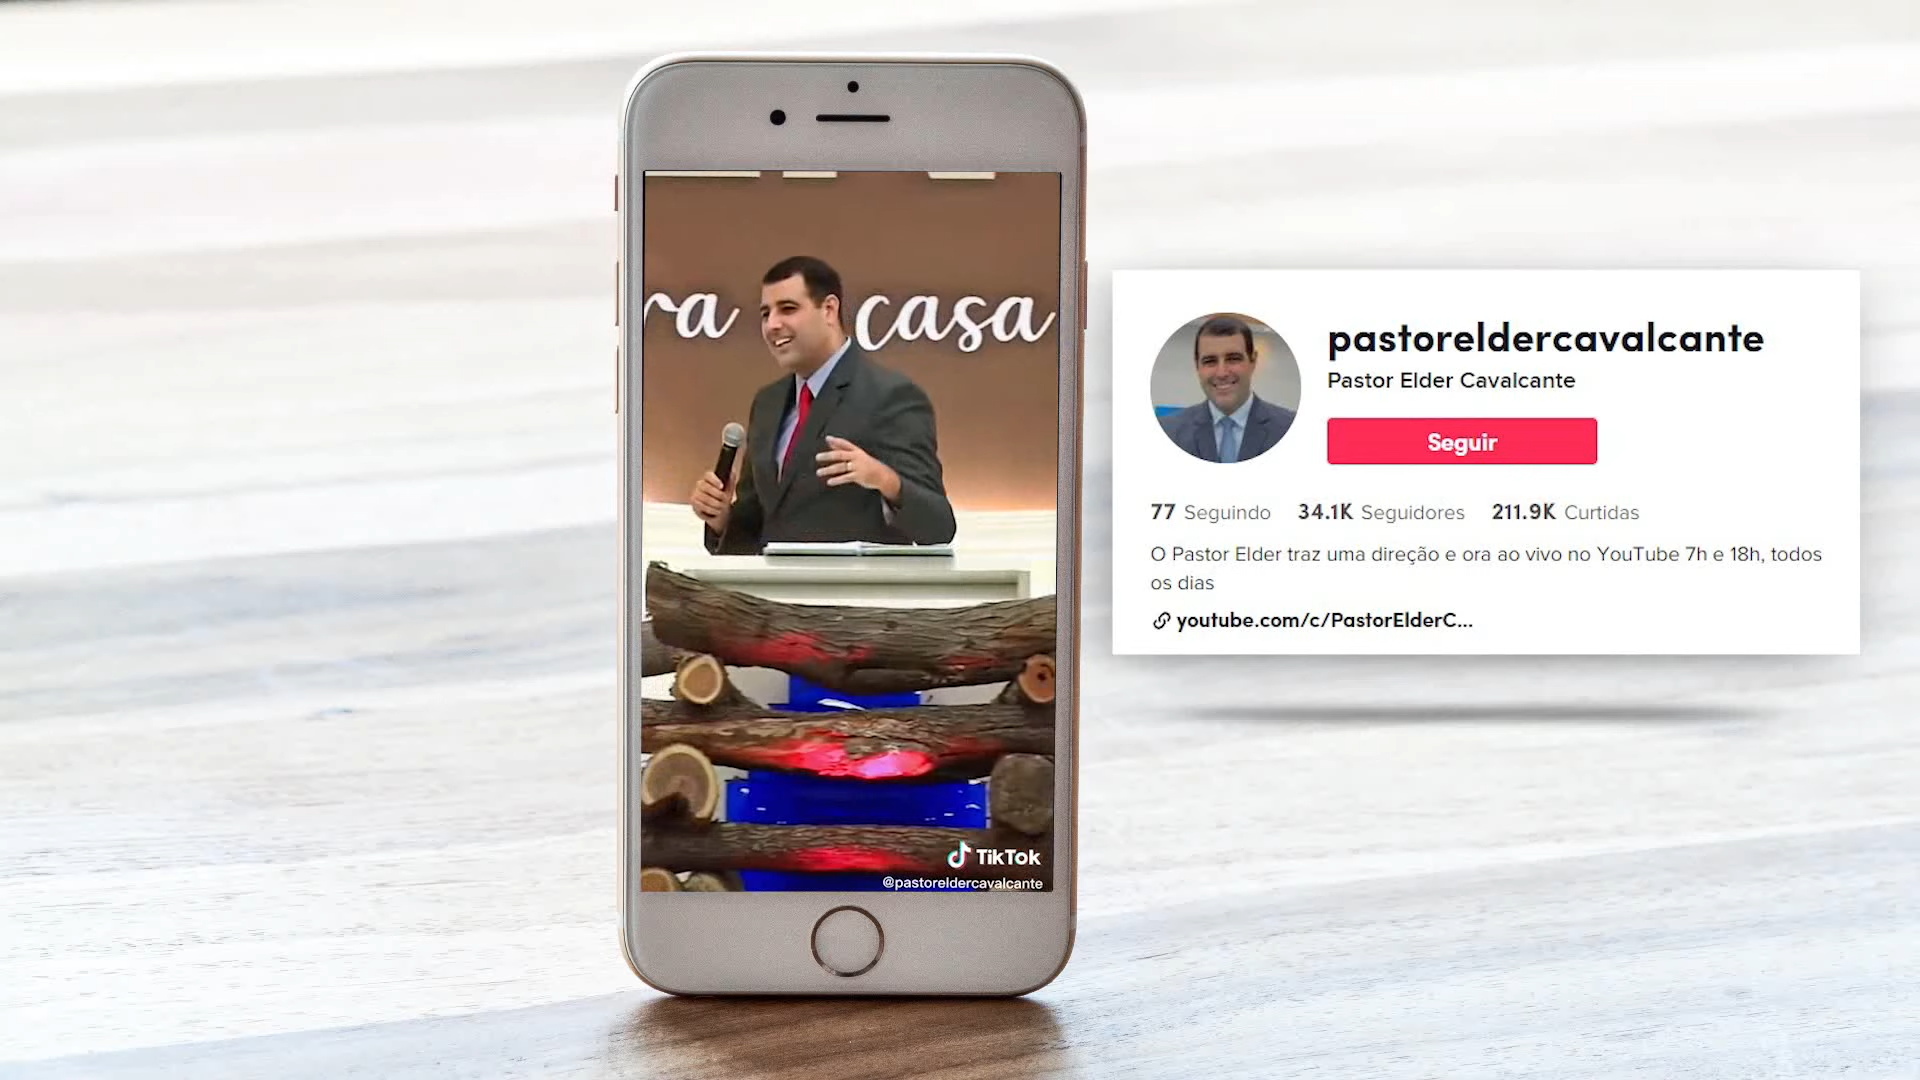 ra casa
TikTok
@pastoreldercavalcante
pastoreldercavalcante
Pastor Elder Cavalcante
Seguir
77 Seguindo 34.1K Seguidores 211.9K Curtidas
O Pastor Elder traz uma direção e ora ao vivo no YouTube 7h e 18h, todos
os dias
youtube.com/c/PastorElderC...